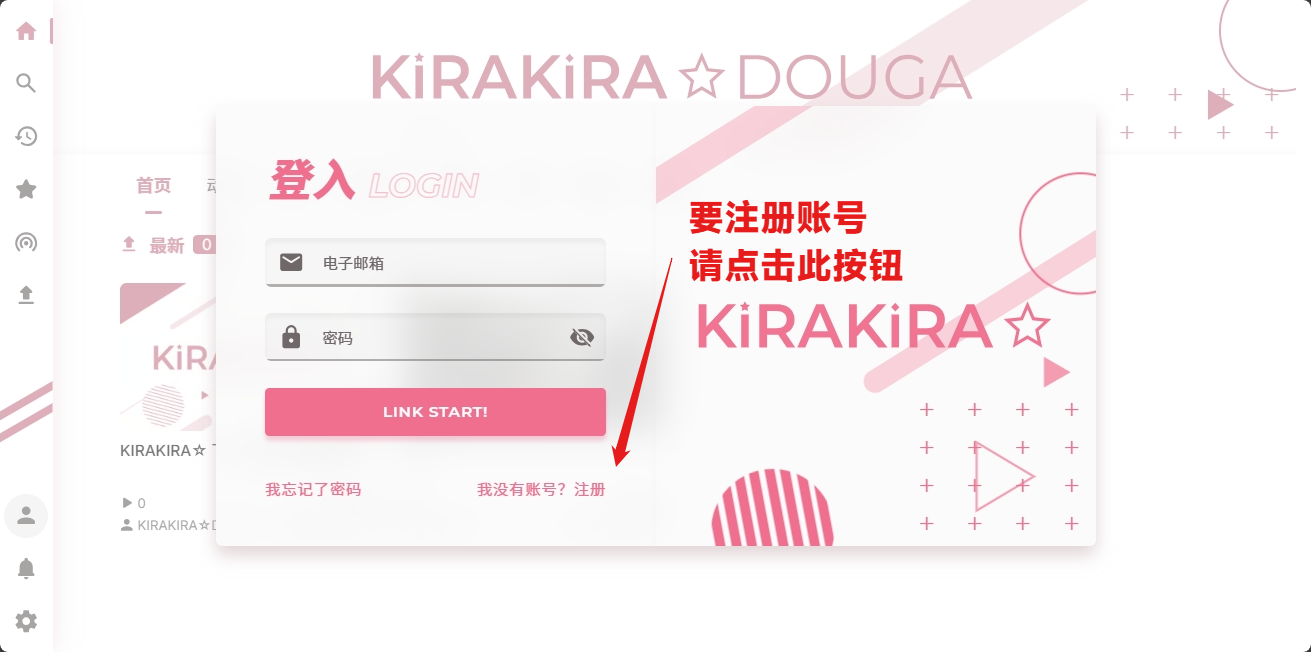 KiRAKiRA☆DOUGA
首页
最新 0
KiRA
KIRAKIRA☆
0
KIRAKIRA☆D
登入 LOGIN
电子邮箱
密码
LINK START!
我忘记了密码
我没有账号？注册
要注册账号
请点击此按钮
KiRAKiRA☆